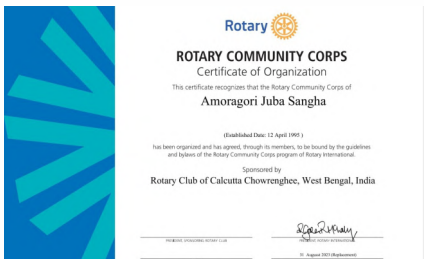 Rotary
ROTARY COMMUNITY CORPS
Certificate of Organization
This certificate recognizes that the Rotary Community Corps of
Amoragori Juba Sangha
(Established Date: 12 April 1995 )
has been organized and has agreed, through its members, to be bound by the guidelines
and bylaws of the Rotary Community Corps program of Rotary International.
Sponsored by
Rotary Club of Calcutta Chowrenghee, West Bengal, India
PRESIDENT, SPONSORING ROTARY CLUB
PRESIDENT, ROTARY INTERNATIONAL
August 2023 (Replacement)